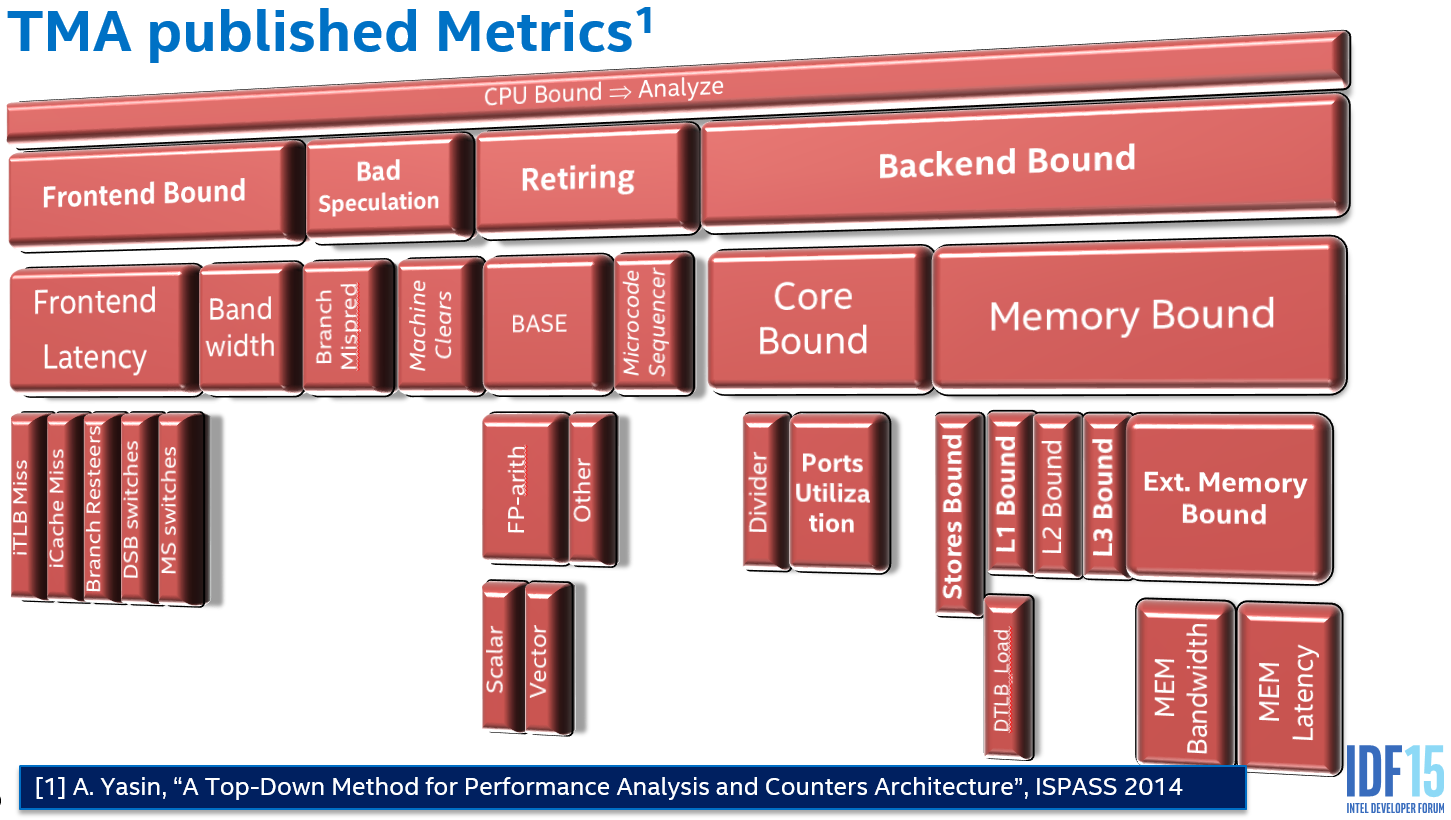 TMA published Metrics¹
CPU Bound ⇒ Analyze
Frontend Bound
Bad
Speculation
Retiring
Backend Bound
Frontend
Latency
Band
width
Branch
Mispred
Machine
Clears
BASE
Microcode
Sequencer
Core
Bound
Memory Bound
iTLB Miss
iCache Miss
Branch Resteers
DSB switches
MS switches
FP-arith
Other
Divider
Ports
Utiliza
tion
Stores Bound
L1 Bound
L2 Bound
L3 Bound
Ext. Memory
Bound
Scalar
Vector
DTLB_Load
MEM
Bandwidth
MEM
Latency
[1] A. Yasin, “A Top-Down Method for Performance Analysis and Counters Architecture”, ISPASS 2014
IDF15
INTEL DEVELOPER FORUM